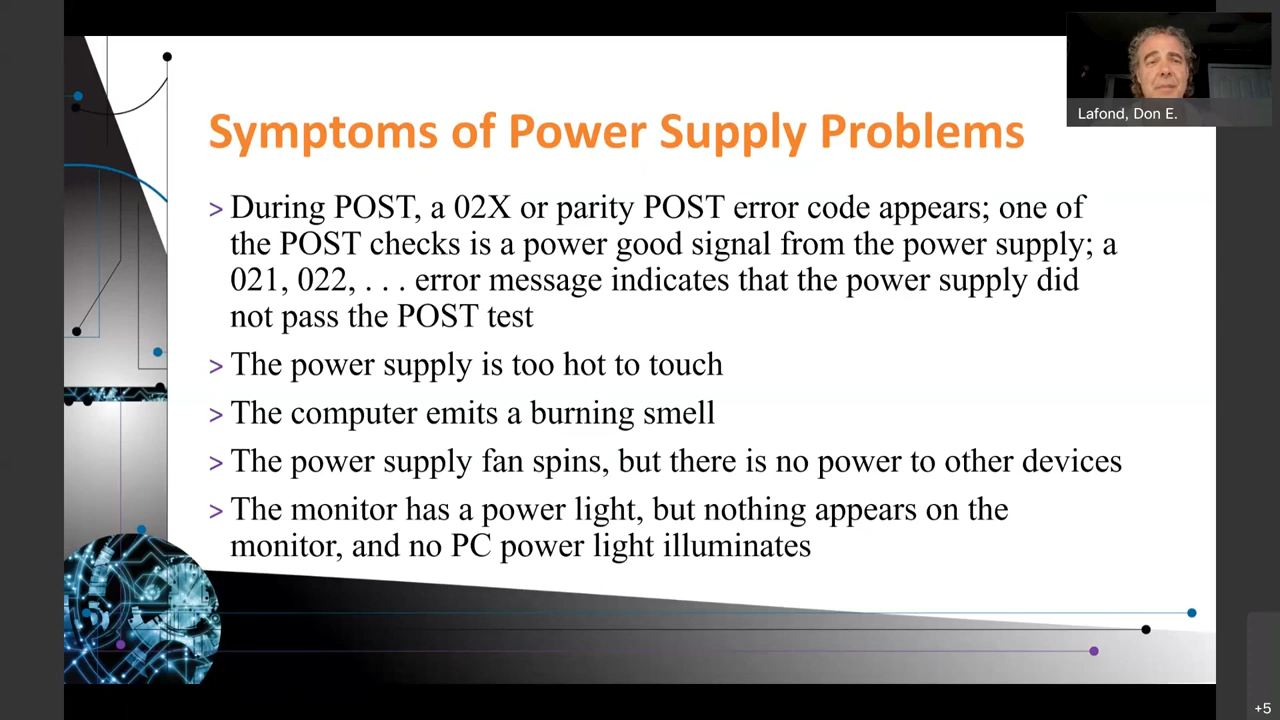 Symptoms of Power Supply Problems
Lafond, Don E.
> During POST, a 02X or parity POST error code appears; one of
the POST checks is a power good signal from the power supply; a
021, 022, . . . error message indicates that the power supply did
not pass the POST test
> The power supply is too hot to touch
> The computer emits a burning smell
> The power supply fan spins, but there is no power to other devices
> The monitor has a power light, but nothing appears on the
monitor, and no PC power light illuminates
+5